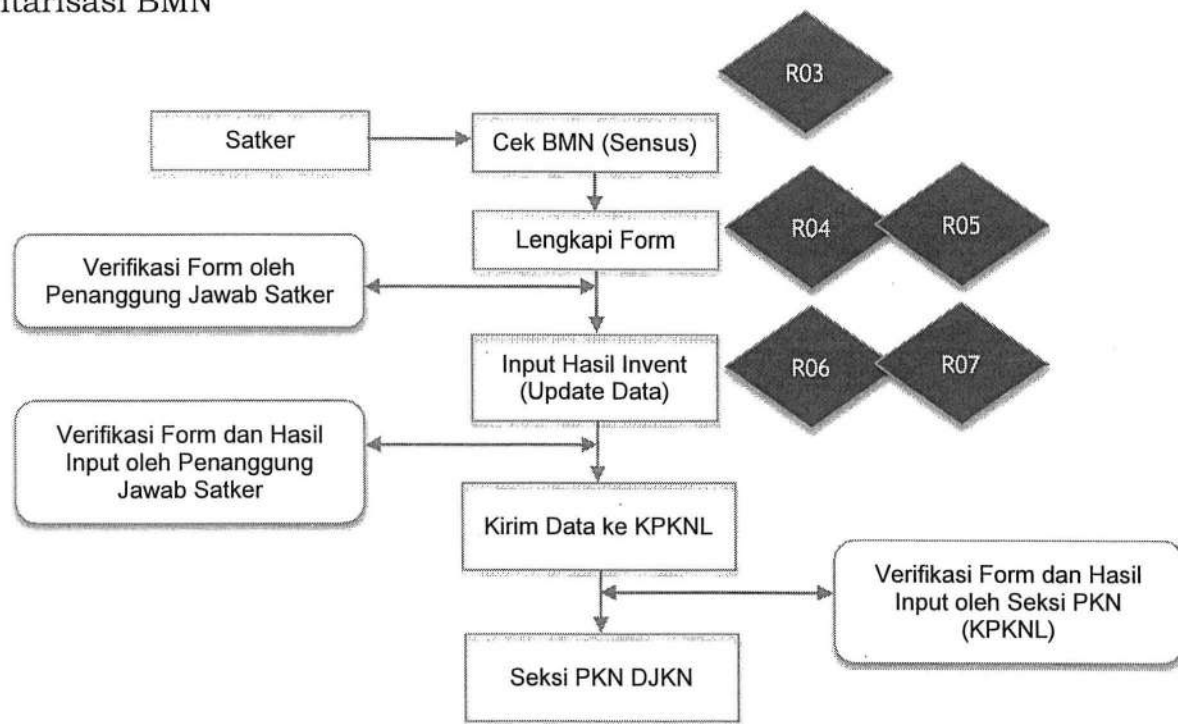 ntarisasi BMN
R03
Satker
Cek BMN (Sensus)
Lengkapi Form
R04
R05
Verifikasi Form oleh
Penanggung Jawab Satker
Input Hasil Invent
(Update Data)
R06
R07
Verifikasi Form dan Hasil
Input oleh Penanggung
Jawab Satker
Kirim Data ke KPKNL
Verifikasi Form dan Hasil
Input oleh Seksi PKN
(KPKNL)
Seksi PKN DJKN